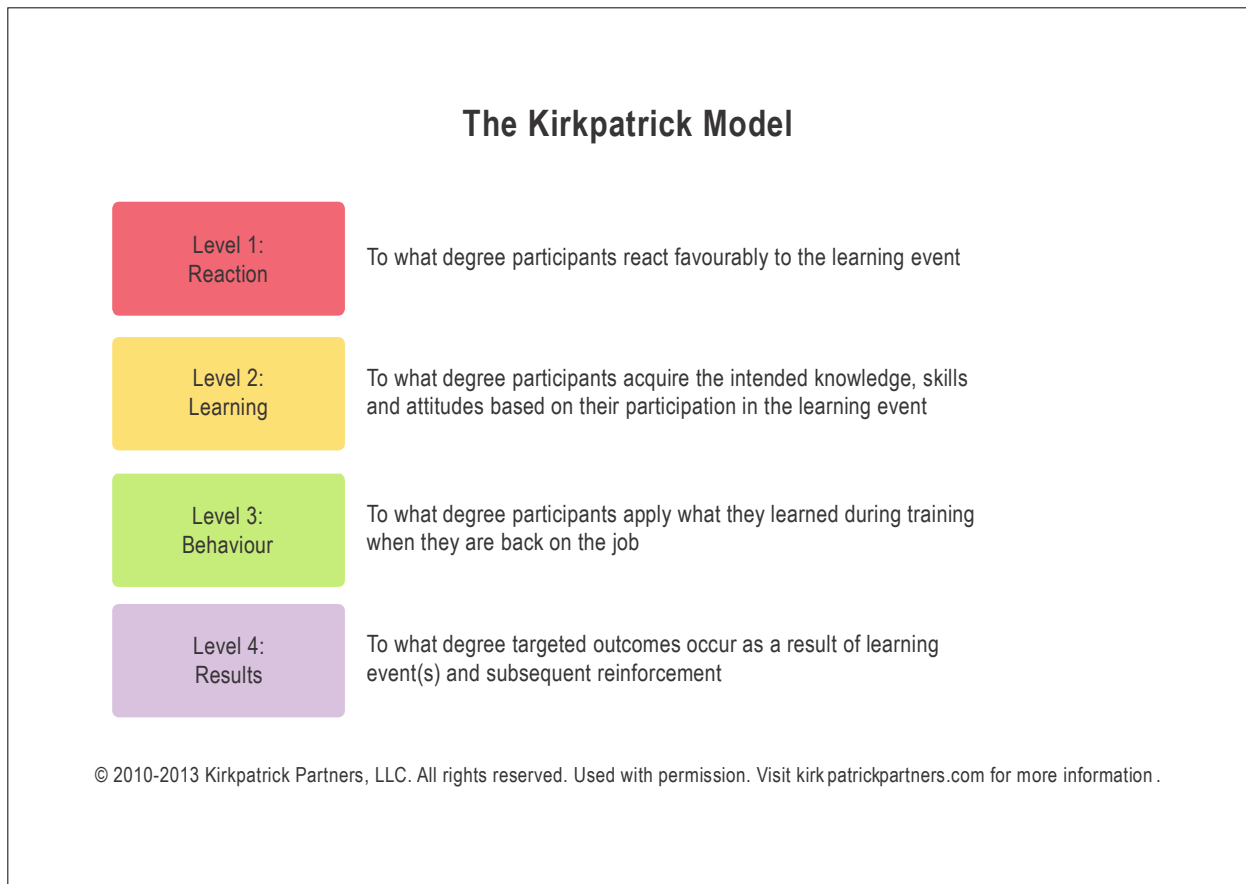 The Kirkpatrick Model
Level 1:
Reaction
To what degree participants react favourably to the learning event
Level 2:
Learning
To what degree participants acquire the intended knowledge, skills
and attitudes based on their participation in the learning event
Level 3:
Behaviour
To what degree participants apply what they learned during training
when they are back on the job
Level 4:
Results
To what degree targeted outcomes occur as a result of learning
event(s) and subsequent reinforcement
© 2010-2013 Kirkpatrick Partners, LLC. All rights reserved. Used with permission. Visit kirkpatrickpartners.com for more information .